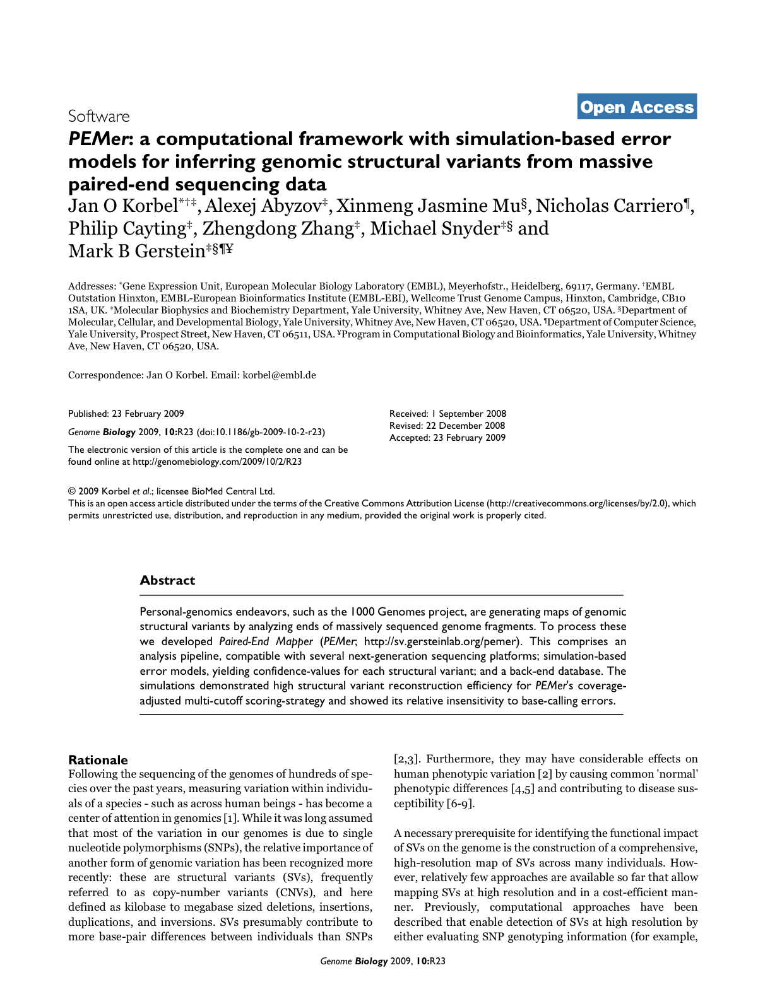 Open Access
Software
PEMer: a computational framework with simulation-based error
models for inferring genomic structural variants from massive
paired-end sequencing data
Jan O Korbel*†‡, Alexej Abyzov‡, Xinmeng Jasmine Mu§, Nicholas Carriero¶,
Philip Cayting‡, Zhengdong Zhang‡, Michael Snyder‡§ and
Mark B Gerstein‡§¶¥
Addresses: *Gene Expression Unit, European Molecular Biology Laboratory (EMBL), Meyerhofstr., Heidelberg, 69117, Germany. †EMBL
Outstation Hinxton, EMBL-European Bioinformatics Institute (EMBL-EBI), Wellcome Trust Genome Campus, Hinxton, Cambridge, CB10
1SA, UK. ‡Molecular Biophysics and Biochemistry Department, Yale University, Whitney Ave, New Haven, CT 06520, USA. §Department of
Molecular, Cellular, and Developmental Biology, Yale University, Whitney Ave, New Haven, CT 06520, USA. ¶Department of Computer Science,
Yale University, Prospect Street, New Haven, CT 06511, USA. ¥Program in Computational Biology and Bioinformatics, Yale University, Whitney
Ave, New Haven, CT 06520, USA.
Correspondence: Jan O Korbel. Email: korbel@embl.de
Published: 23 February 2009
Genome Biology 2009, 10:R23 (doi:10.1186/gb-2009-10-2-r23)
The electronic version of this article is the complete one and can be
found online at http://genomebiology.com/2009/10/2/R23
Received: 1 September 2008
Revised: 22 December 2008
Accepted: 23 February 2009
© 2009 Korbel et al.; licensee BioMed Central Ltd.
This is an open access article distributed under the terms of the Creative Commons Attribution License (http://creativecommons.org/licenses/by/2.0), which
permits unrestricted use, distribution, and reproduction in any medium, provided the original work is properly cited.
Abstract
Personal-genomics endeavors, such as the 1000 Genomes project, are generating maps of genomic
structural variants by analyzing ends of massively sequenced genome fragments. To process these
we developed Paired-End Mapper (PEMer; http://sv.gersteinlab.org/pemer). This comprises an
analysis pipeline, compatible with several next-generation sequencing platforms; simulation-based
error models, yielding confidence-values for each structural variant; and a back-end database. The
simulations demonstrated high structural variant reconstruction efficiency for PEMer's coverage-
adjusted multi-cutoff scoring-strategy and showed its relative insensitivity to base-calling errors.
Rationale
Following the sequencing of the genomes of hundreds of spe-
cies over the past years, measuring variation within individu-
als of a species - such as across human beings - has become a
center of attention in genomics [1]. While it was long assumed
that most of the variation in our genomes is due to single
nucleotide polymorphisms (SNPs), the relative importance of
another form of genomic variation has been recognized more
recently: these are structural variants (SVs), frequently
referred to as copy-number variants (CNVs), and here
defined as kilobase to megabase sized deletions, insertions,
duplications, and inversions. SVs presumably contribute to
more base-pair differences between individuals than SNPs
[2,3]. Furthermore, they may have considerable effects on
human phenotypic variation [2] by causing common 'normal'
phenotypic differences [4,5] and contributing to disease sus-
ceptibility [6-9].
A necessary prerequisite for identifying the functional impact
of SVs on the genome is the construction of a comprehensive,
high-resolution map of SVs across many individuals. How-
ever, relatively few approaches are available so far that allow
mapping SVs at high resolution and in a cost-efficient man-
ner. Previously, computational approaches have been
described that enable detection of SVs at high resolution by
either evaluating SNP genotyping information (for example,
Genome Biology 2009, 10:R23